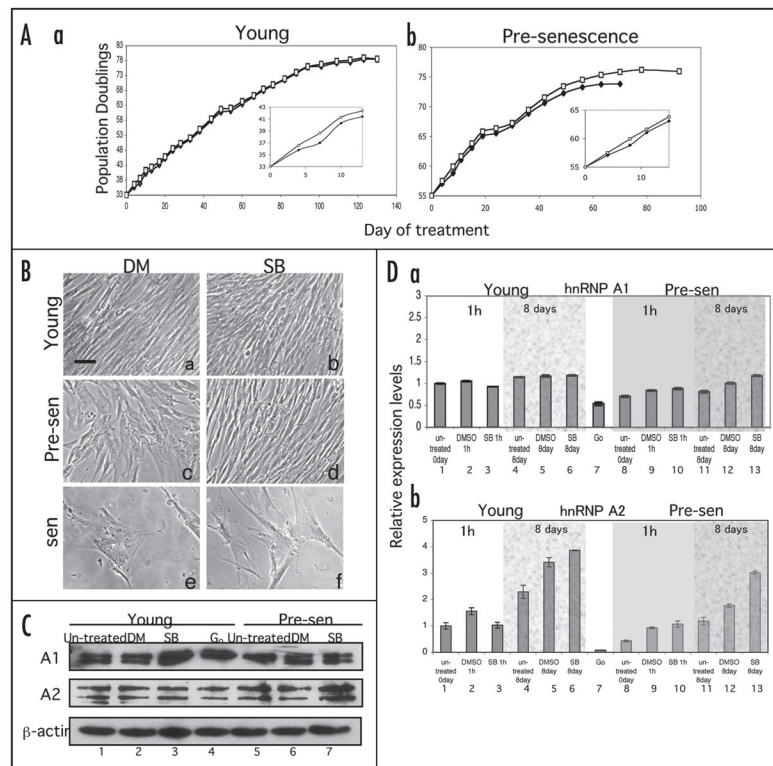 A a Young
Population Doublings
83
78
73
68
63
58
53
48
43
38
33
0 20 40 60 80 100 120 140
43
41
39
37
35
33
0 5 10
b Pre-senescence
80
75
70
65
60
55
0 20 40 60 80 100
65
60
55
0 5 10
Day of treatment
B DM SB
Young
a b
Pre-sen
c d
sen
e f
C Young Pre-sen
Un-treated DM SB G0 Un-treated DM SB
A1
A2
β-actin
1 2 3 4 5 6 7
D a
Relative expression levels
Young hnRNP A1 Pre-sen
1h 8 days 1h 8 days
3
2.5
2
1.5
1
0.5
0
un-treated 0day DMSO 1h SB 1h un-treated 8day DMSO 8day SB 8day Go un-treated 0day DMSO 1h SB 1h un-treated 8day DMSO 8day SB 8day
1 2 3 4 5 6 7 8 9 10 11 12 13
b
Young hnRNP A2 Pre-sen
1h 8 days 1h 8 days
5
4
3
2
1
0
un-treated 0day DMSO 1h SB 1h un-treated 8day DMSO 8day SB 8day Go un-treated 0day DMSO 1h SB 1h un-treated 8day DMSO 8day SB 8day
1 2 3 4 5 6 7 8 9 10 11 12 13